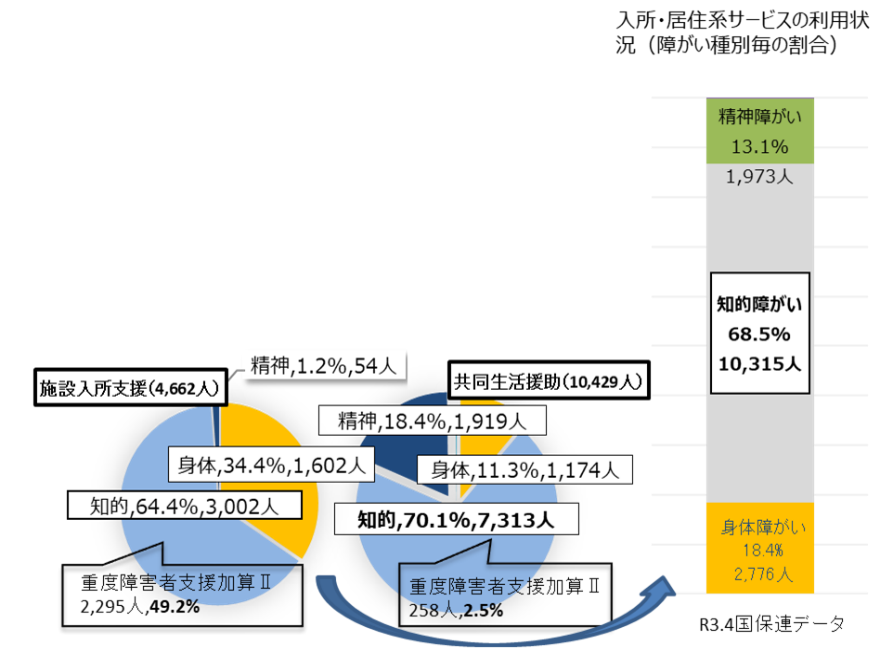 入所・居住系サービスの利用状
況（障がい種別毎の割合）
精神障がい
13.1%
1,973人
知的障がい
68.5%
10,315人
身体障がい
18.4%
2,776人
R3.4国保連データ
精神,1.2%,54人
施設入所支援(4,662人)
身体,34.4%,1,602人
知的,64.4%,3,002人
重度障害者支援加算Ⅱ
2,295人,49.2%
共同生活援助(10,429人)
精神,18.4%,1,919人
身体,11.3%,1,174人
知的,70.1%,7,313人
重度障害者支援加算Ⅱ
258人,2.5%